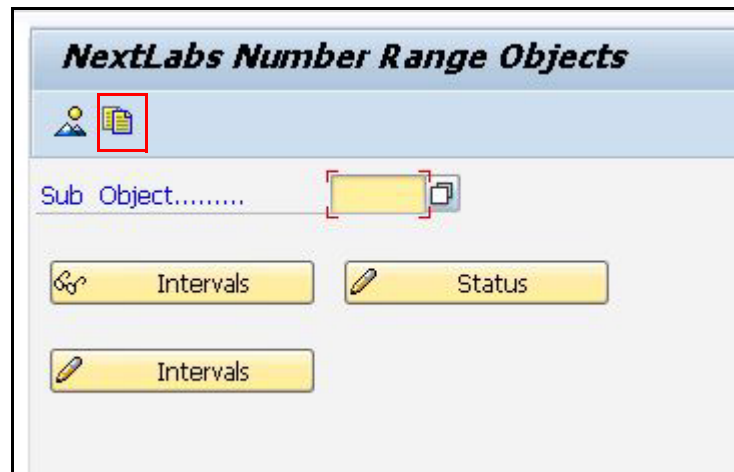 NextLabs Number Range Objects
Sub Object.........
Intervals
Status
Intervals